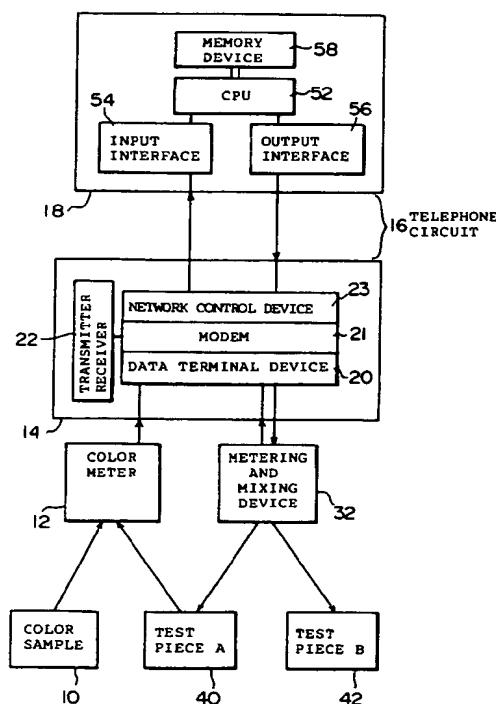 MEMORY
DEVICE
58
CPU
52
54
56
INPUT
INTERFACE
OUTPUT
INTERFACE
18
16 TELEPHONE
CIRCUIT
23
NETWORK CONTROL DEVICE
22
TRANSMITTER
RECEIVER
MODEM
21
DATA TERMINAL DEVICE
20
14
COLOR
METER
METERING
AND
MIXING
DEVICE
12
32
COLOR
SAMPLE
TEST
PIECE A
TEST
PIECE B
10
40
42